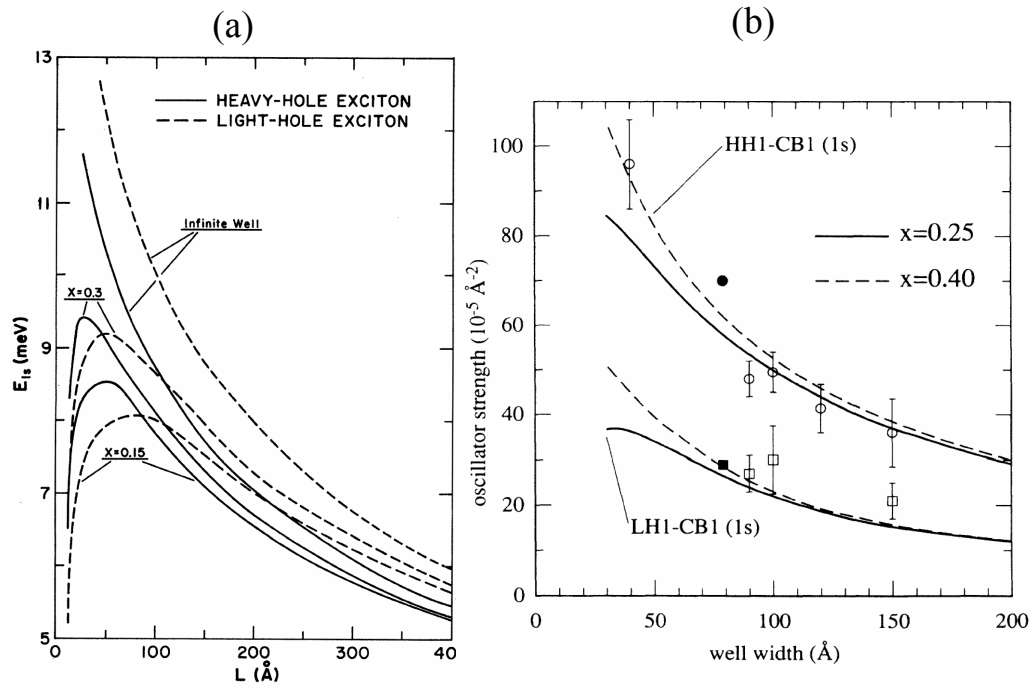 (a)
13
11
9
7
5
E1s (meV)
HEAVY-HOLE EXCITON
LIGHT-HOLE EXCITON
Infinite Well
X=0.3
X=0.15
0 100 200 300 40
L (Å)
(b)
100
80
60
40
20
0
oscillator strength (10⁻⁵ Å⁻²)
HH1-CB1 (1s)
x=0.25
x=0.40
LH1-CB1 (1s)
0 50 100 150 200
well width (Å)